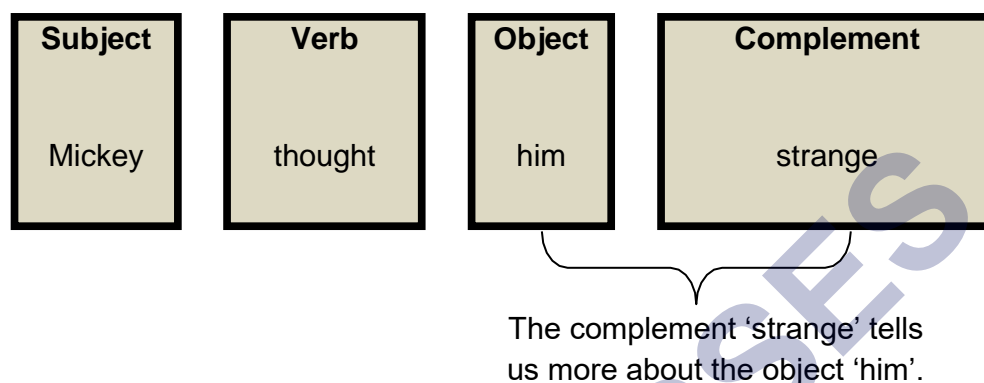 Subject Verb Object Complement
Mickey thought him strange
The complement ‘strange’ tells
us more about the object ‘him’.